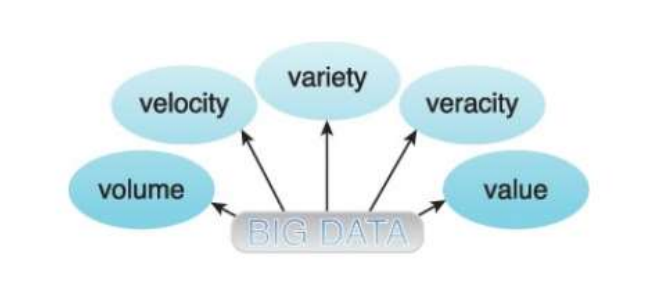 variety
velocity
veracity
volume
value
BIG DATA